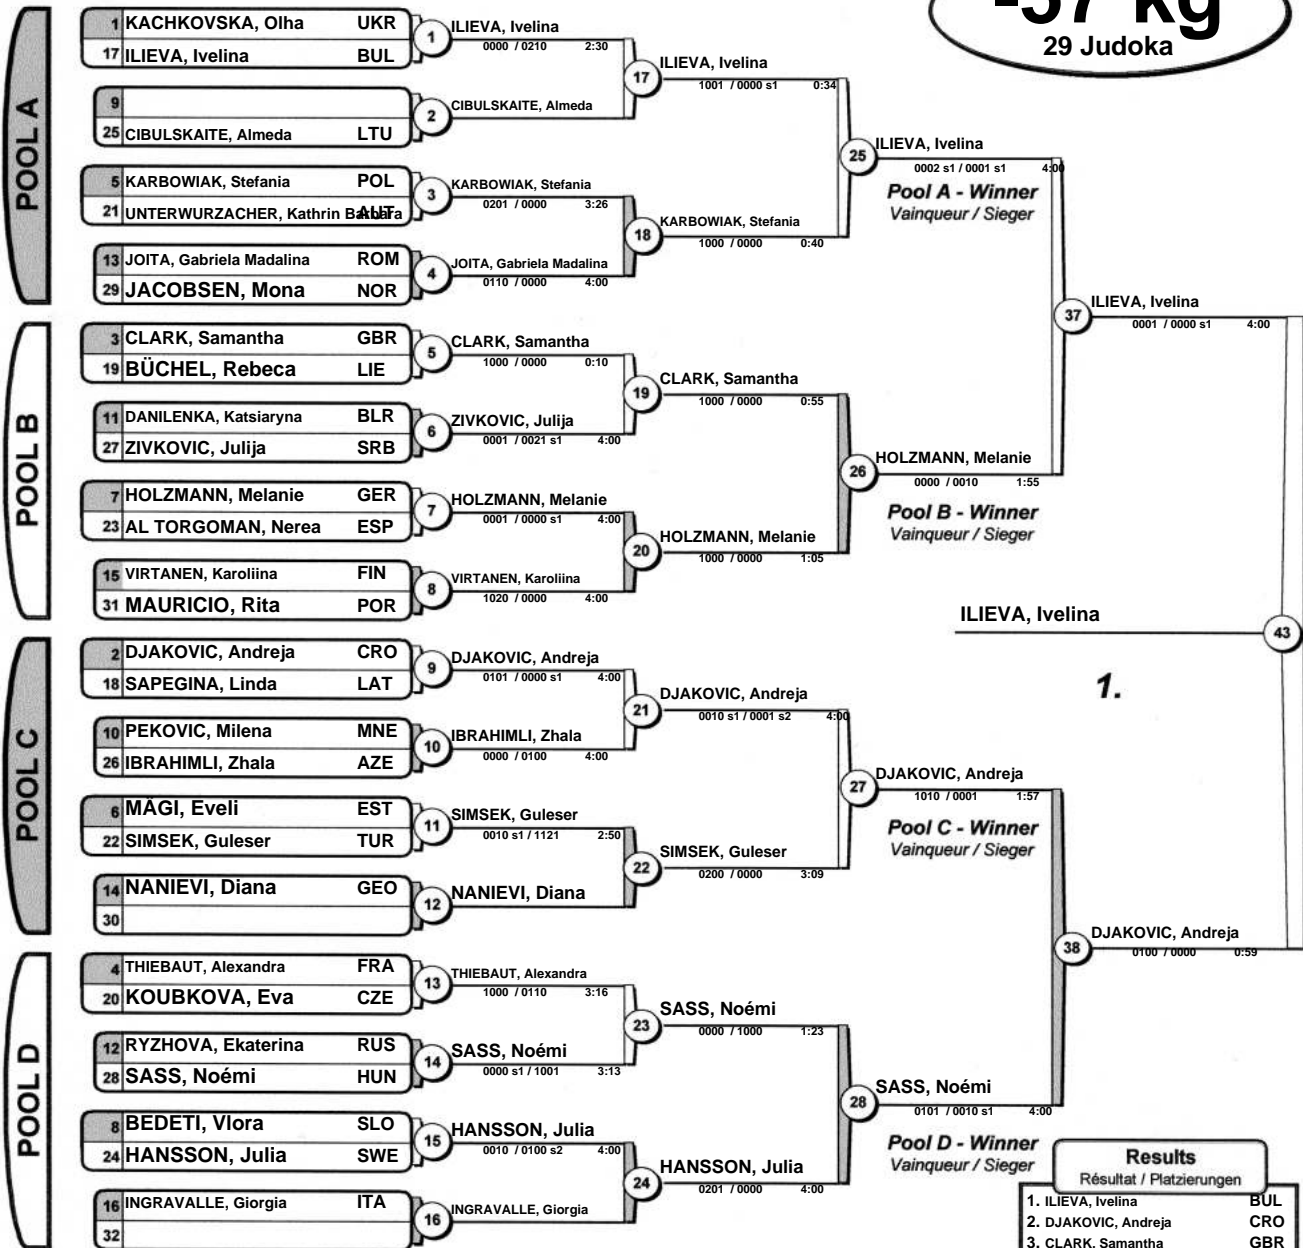 -57 kg
29 Judoka
POOL A
1 KACHKOVSKA, Olha UKR
17 ILIEVA, Ivelina BUL
9
25 CIBULSKAITE, Almeda LTU
5 KARBOWIAK, Stefania POL
21 UNTERWURZACHER, Kathrin Barbara AUT
13 JOITA, Gabriela Madalina ROM
29 JACOBSEN, Mona NOR
POOL B
3 CLARK, Samantha GBR
19 BÜCHEL, Rebeca LIE
11 DANILENKA, Katsiaryna BLR
27 ZIVKOVIC, Julija SRB
7 HOLZMANN, Melanie GER
23 AL TORGOMAN, Nerea ESP
15 VIRTANEN, Karoliina FIN
31 MAURICIO, Rita POR
POOL C
2 DJAKOVIC, Andreja CRO
18 SAPEGINA, Linda LAT
10 PEKOVIC, Milena MNE
26 IBRAHIMLI, Zhala AZE
6 MÄGI, Eveli EST
22 SIMSEK, Guleser TUR
14 NANIEVI, Diana GEO
30
POOL D
4 THIEBAUT, Alexandra FRA
20 KOUBKOVA, Eva CZE
12 RYZHOVA, Ekaterina RUS
28 SASS, Noémi HUN
8 BEDETI, Vlora SLO
24 HANSSON, Julia SWE
16 INGRAVALLE, Giorgia ITA
32
1 ILIEVA, Ivelina
0000 / 0210 2:30
2 CIBULSKAITE, Almeda
3 KARBOWIAK, Stefania
0201 / 0000 3:26
4 JOITA, Gabriela Madalina
0110 / 0000 4:00
5 CLARK, Samantha
1000 / 0000 0:10
6 ZIVKOVIC, Julija
0001 / 0021 s1 4:00
7 HOLZMANN, Melanie
0001 / 0000 s1 4:00
8 VIRTANEN, Karoliina
1020 / 0000 4:00
9 DJAKOVIC, Andreja
0101 / 0000 s1 4:00
10 IBRAHIMLI, Zhala
0000 / 0100 4:00
11 SIMSEK, Guleser
0010 s1 / 1121 2:50
12 NANIEVI, Diana
13 THIEBAUT, Alexandra
1000 / 0110 3:16
14 SASS, Noémi
0000 s1 / 1001 3:13
15 HANSSON, Julia
0010 / 0100 s2 4:00
16 INGRAVALLE, Giorgia
17 ILIEVA, Ivelina
1001 / 0000 s1 0:34
18 KARBOWIAK, Stefania
1000 / 0000 0:40
19 CLARK, Samantha
1000 / 0000 0:55
20 HOLZMANN, Melanie
1000 / 0000 1:05
21 DJAKOVIC, Andreja
0010 s1 / 0001 s2 4:00
22 SIMSEK, Guleser
0200 / 0000 3:09
23 SASS, Noémi
0000 / 1000 1:23
24 HANSSON, Julia
0201 / 0000 4:00
25 ILIEVA, Ivelina
0002 s1 / 0001 s1 4:00
Pool A - Winner
Vainqueur / Sieger
26 HOLZMANN, Melanie
0000 / 0010 1:55
Pool B - Winner
Vainqueur / Sieger
27 DJAKOVIC, Andreja
1010 / 0001 1:57
Pool C - Winner
Vainqueur / Sieger
28 SASS, Noémi
0101 / 0010 s1 4:00
Pool D - Winner
Vainqueur / Sieger
37 ILIEVA, Ivelina
0001 / 0000 s1 4:00
38 DJAKOVIC, Andreja
0100 / 0000 0:59
ILIEVA, Ivelina 43
1.
Results
Résultat / Platzierungen
1. ILIEVA, Ivelina BUL
2. DJAKOVIC, Andreja CRO
3. CLARK, Samantha GBR